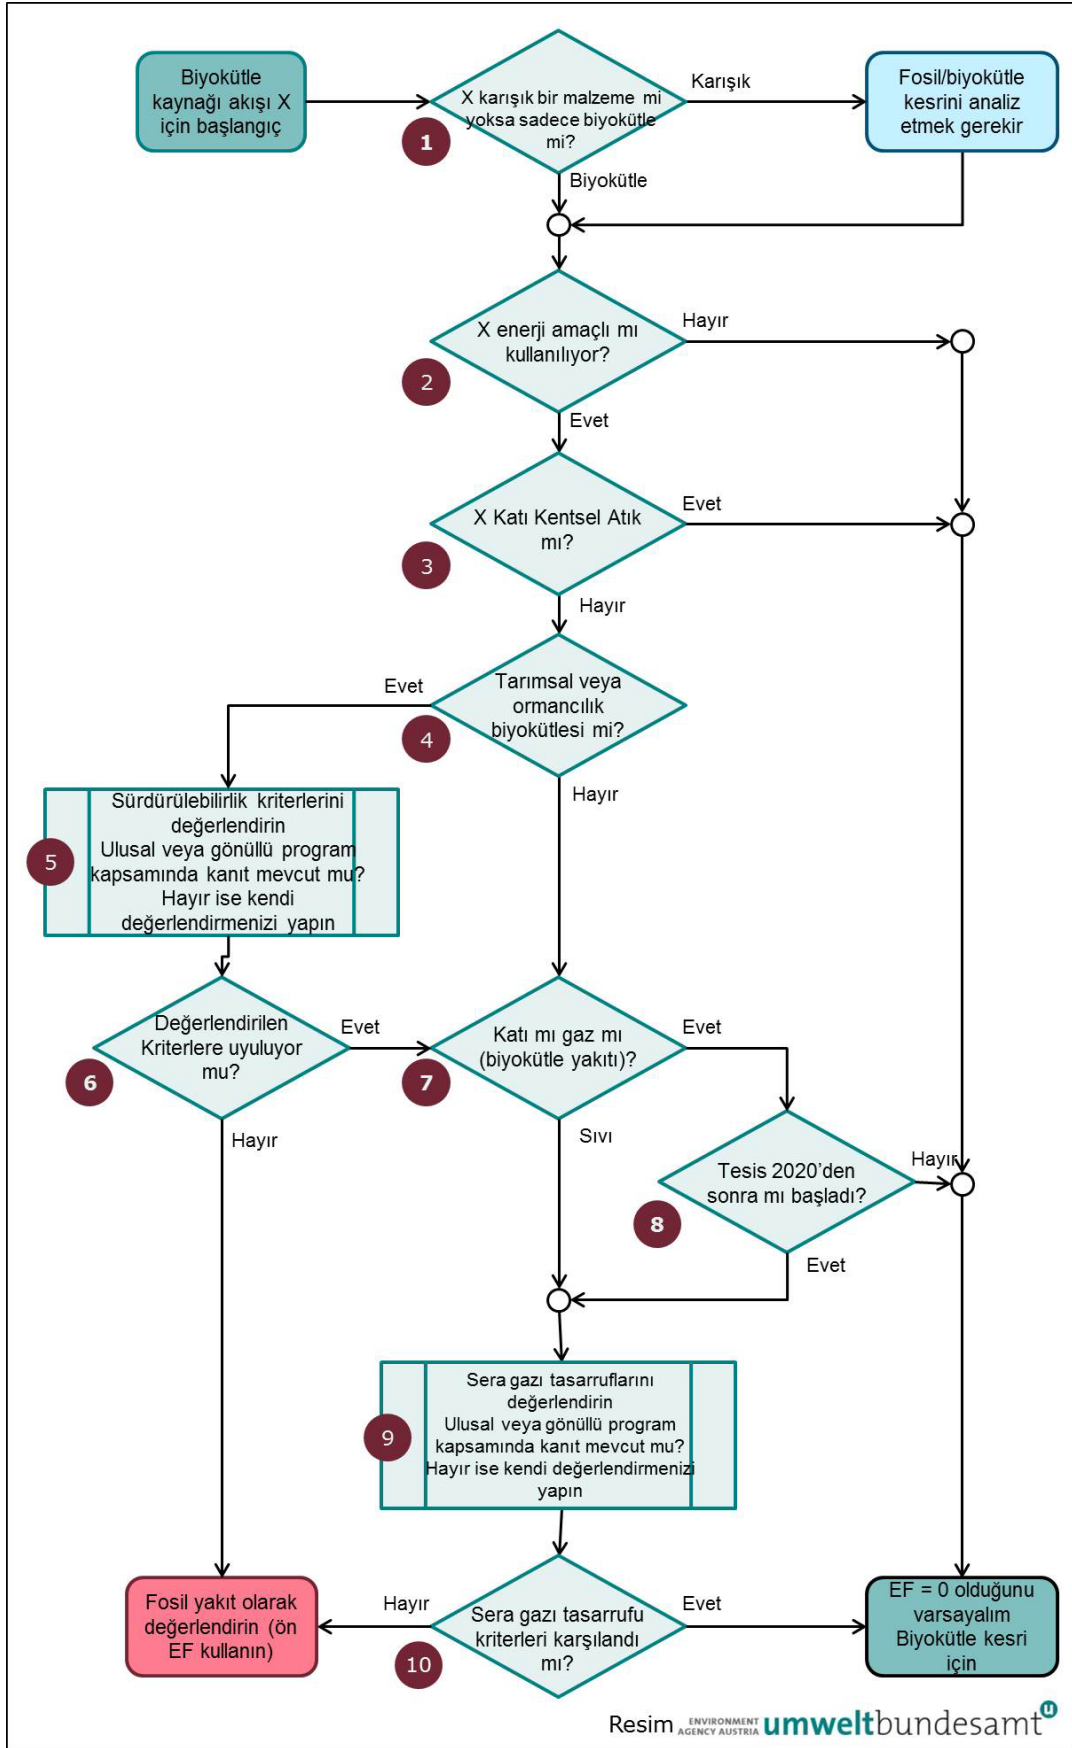 Biyokütle
kaynağı akışı X
için başlangıç
X karışık bir malzeme mi
yoksa sadece biyokütle
mi?
1
Karışık
Fosil/biyokütle
kesrini analiz
etmek gerekir
Biyokütle
X enerji amaçlı mı
kullanılıyor?
2
Hayır
Evet
X Katı Kentsel Atık
mı?
3
Evet
Hayır
Tarımsal veya
ormancılık
biyokütlesi mi?
4
Evet
Hayır
Sürdürülebilirlik kriterlerini
değerlendirin
Ulusal veya gönüllü program
kapsamında kanıt mevcut mu?
Hayır ise kendi
değerlendirmenizi yapın
5
Değerlendirilen
Kriterlere uyuluyor
mu?
6
Evet
Hayır
Katı mı gaz mı
(biyokütle yakıtı)?
7
Evet
Sıvı
Tesis 2020'den
sonra mı başladı?
8
Hayır
Evet
Sera gazı tasarruflarını
değerlendirin
Ulusal veya gönüllü program
kapsamında kanıt mevcut mu?
Hayır ise kendi değerlendirmenizi
yapın
9
Sera gazı tasarrufu
kriterleri karşılandı
mı?
10
Hayır
Evet
Fosil yakıt olarak
değerlendirin (ön
EF kullanın)
EF = 0 olduğunu
varsayalım
Biyokütle kesri
için
Resim
ENVIRONMENT
AGENCY AUSTRIA
umweltbundesamt
u